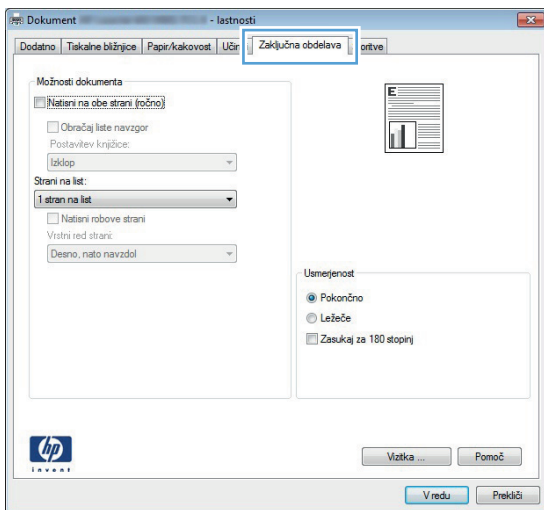 Dokument - lastnosti
Dodatno Tiskalne bližnjice Papir/kakovost Zaključna obdelava
Možnosti dokumenta
Natisni na obe strani (ročno)
Obračaj liste navzgor
Postavitev knjižice:
Izklop
Strani na list:
1 stran na list
Natisni robove strani
Vrstni red strani:
Desno, nato navzdol
E
Usmerjenost
Pokončno
Ležeče
Zasukaj za 180 stopinj
hp
invent
Vizitka ... Pomoč
V redu Prekliči